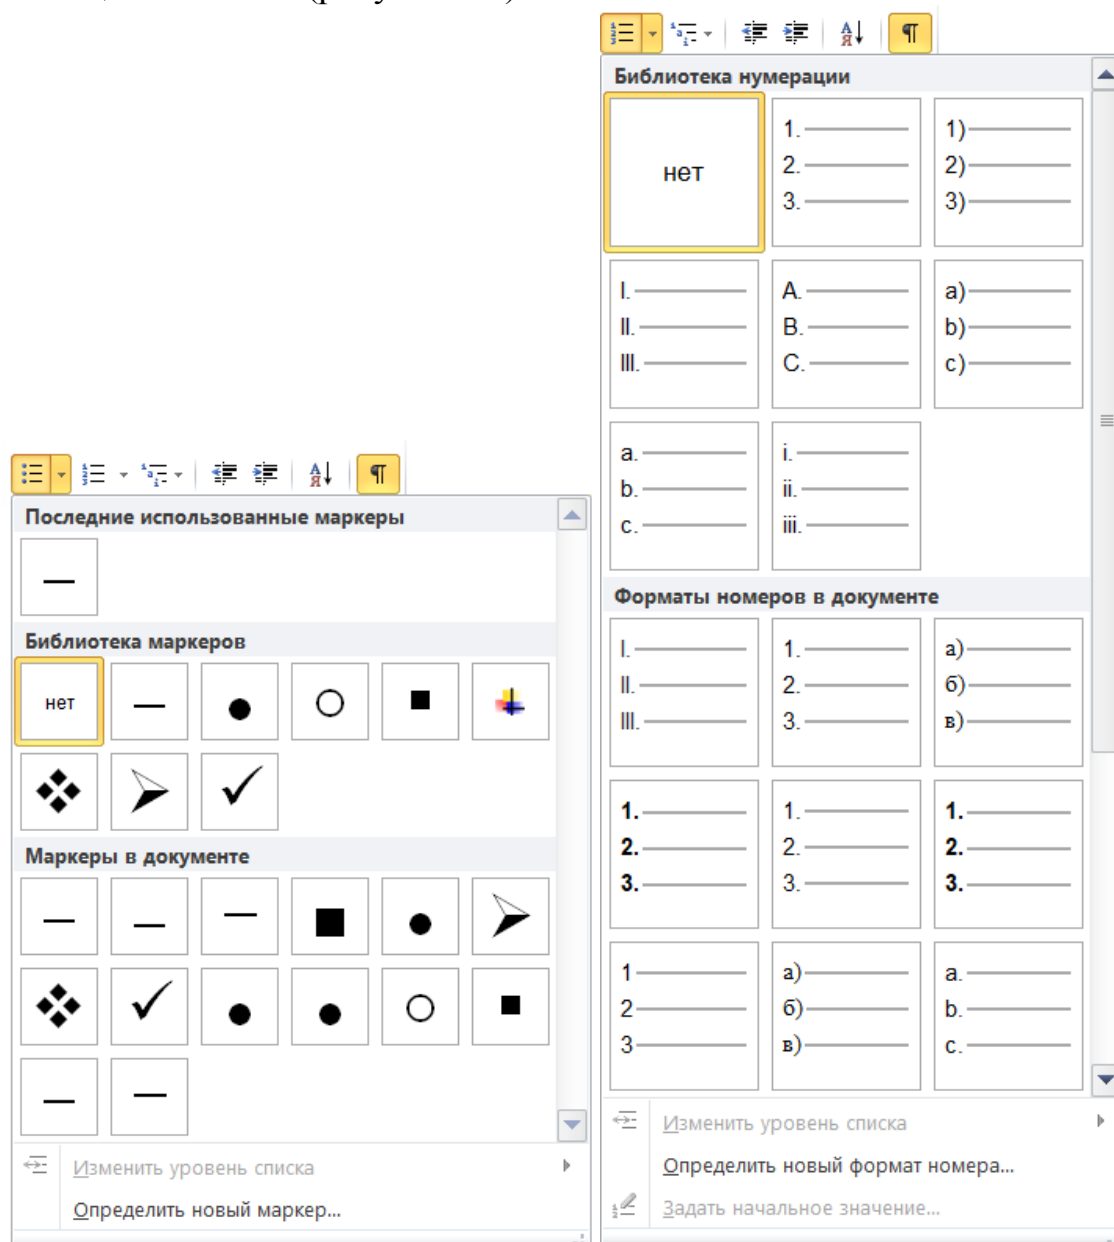 Библиотека нумерации
нет
1.
2.
3.
1)
2)
3)
I.
II.
III.
A.
B.
C.
a)
b)
c)
a.
b.
c.
i.
ii.
iii.
Форматы номеров в документе
I.
II.
III.
1.
2.
3.
а)
б)
в)
1.
2.
3.
1.
2.
3.
1.
2.
3.
1
2
3
а)
б)
в)
a.
b.
c.
Изменить уровень списка
Определить новый формат номера...
Задать начальное значение...
Последние использованные маркеры
Библиотека маркеров
нет
Маркеры в документе
Изменить уровень списка
Определить новый маркер...